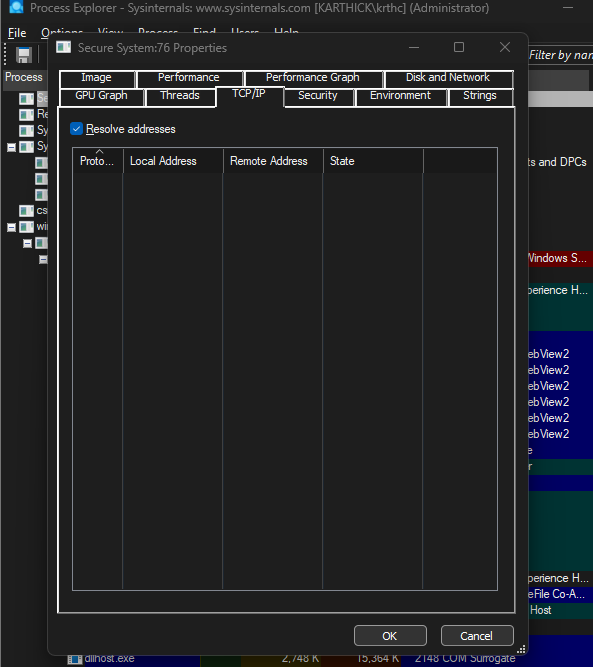 Process Explorer - Sysinternals: www.sysinternals.com [KARTHICK\krthc] (Administrator)
File Options View Process Find Users Help
Secure System:76 Properties
Filter by nam
Process
Image Performance Performance Graph Disk and Network
GPU Graph Threads TCP/IP Security Environment Strings
Resolve addresses
Proto... Local Address Remote Address State
ts and DPCs
Windows S...
perience H...
ebView2
ebView2
ebView2
ebView2
ebView2
ebView2
e
r
perience H...
eFile Co-A...
Host
OK Cancel
dllhost.exe 2,748 K 15,364 K 2148 COM Surrogate